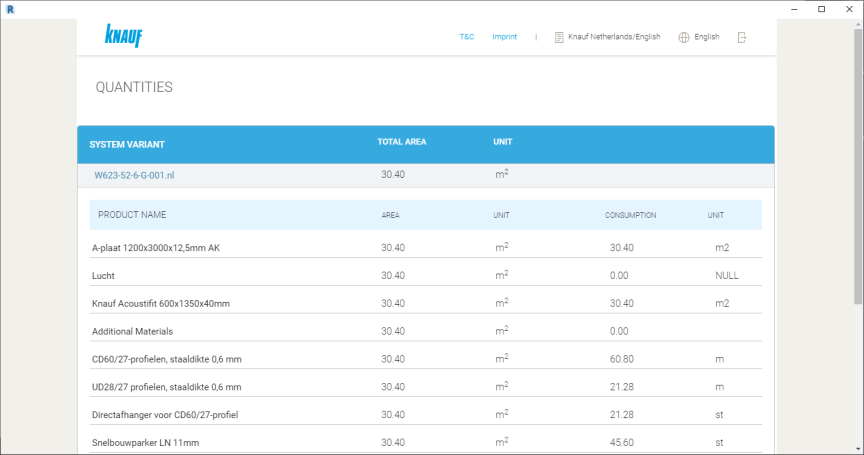 R
KNAUF
T&C Imprint | Knauf Netherlands/English English
QUANTITIES
SYSTEM VARIANT TOTAL AREA UNIT
W623-52-6-G-001.nl 30.40 m²
PRODUCT NAME AREA UNIT CONSUMPTION UNIT
A-plaat 1200x3000x12,5mm AK 30.40 m² 30.40 m2
Lucht 30.40 m² 0.00 NULL
Knauf Acoustifit 600x1350x40mm 30.40 m² 30.40 m2
Additional Materials 30.40 m² 0.00
CD60/27-profielen, staaldikte 0,6 mm 30.40 m² 60.80 m
UD28/27 profielen, staaldikte 0,6 mm 30.40 m² 21.28 m
Directafhanger voor CD60/27-profiel 30.40 m² 21.28 st
Snelbouwparker LN 11mm 30.40 m² 45.60 st